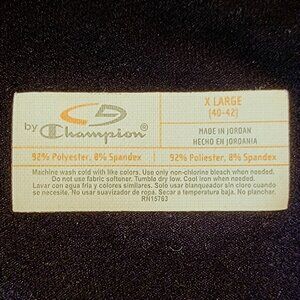 by Champion®
X LARGE
(40-42)
MADE IN JORDAN
HECHO EN JORDANIA
92% Polyester, 8% Spandex
92% Poliester, 8% Spandex
Machine wash cold with like colors. Use only non-chlorine bleach when needed.
Do not use fabric softener. Tumble dry low. Cool iron when needed.
Lavar con agua fria y colores similares. Solo usar blanqueador sin cloro cuando
se necesite. No usar suavizador de ropa. Secar a temperatura baja. No planchar.
RN15763